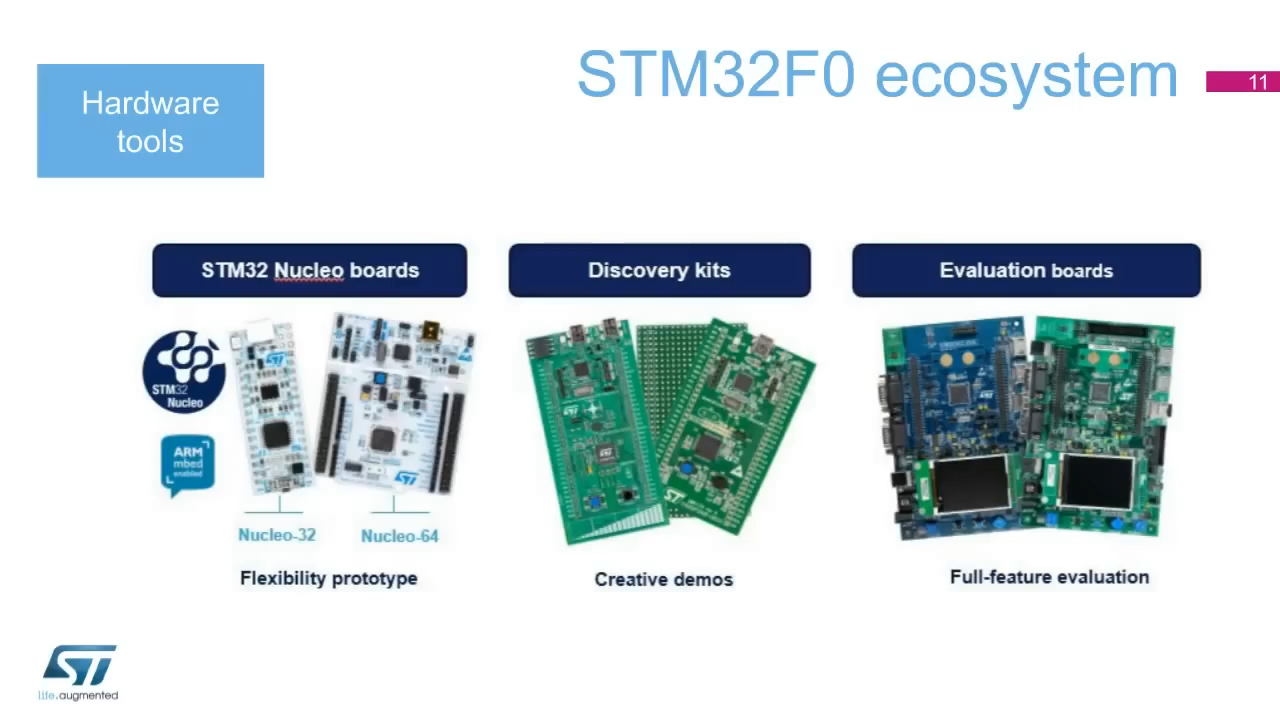 STM32F0 ecosystem
11
Hardware
tools
STM32 Nucleo boards
Discovery kits
Evaluation boards
STM32
Nucleo
ARM
mbed
enabled
Nucleo-32
Nucleo-64
Flexibility prototype
Creative demos
Full-feature evaluation
ST
life.augmented